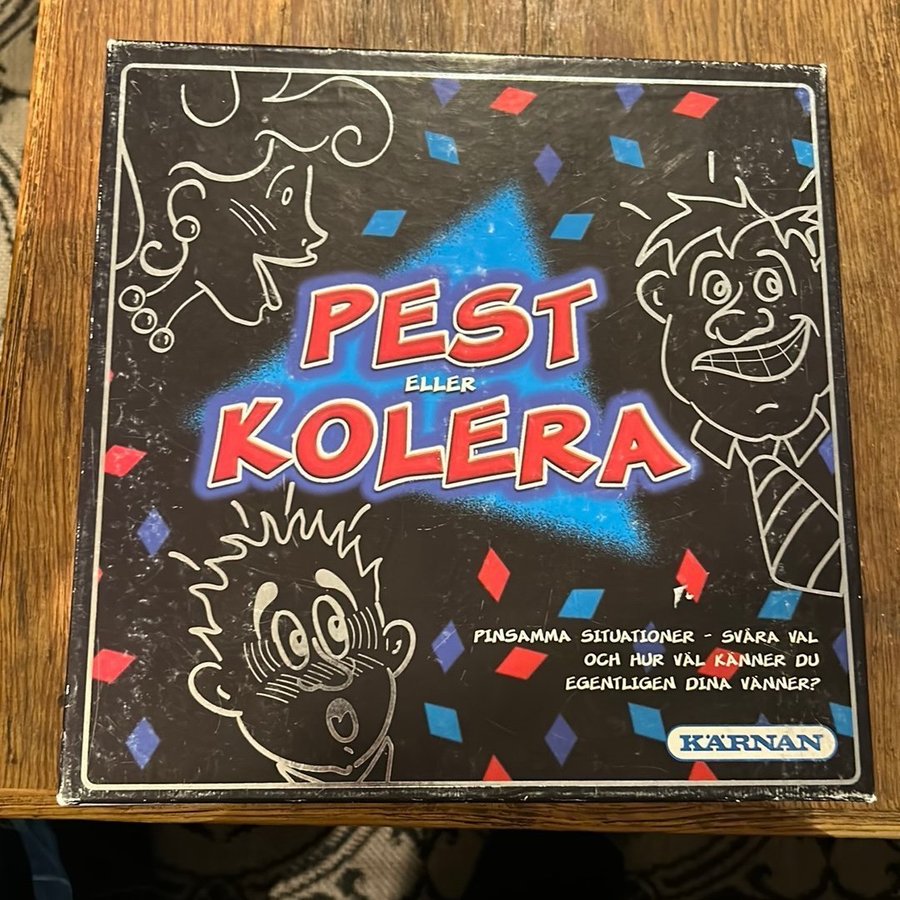 PEST
ELLER
KOLERA
PINSAMMA SITUATIONER - SVÅRA VAL
OCH HUR VÄL KÄNNER DU
EGENTLIGEN DINA VÄNNER?
KÄRNAN